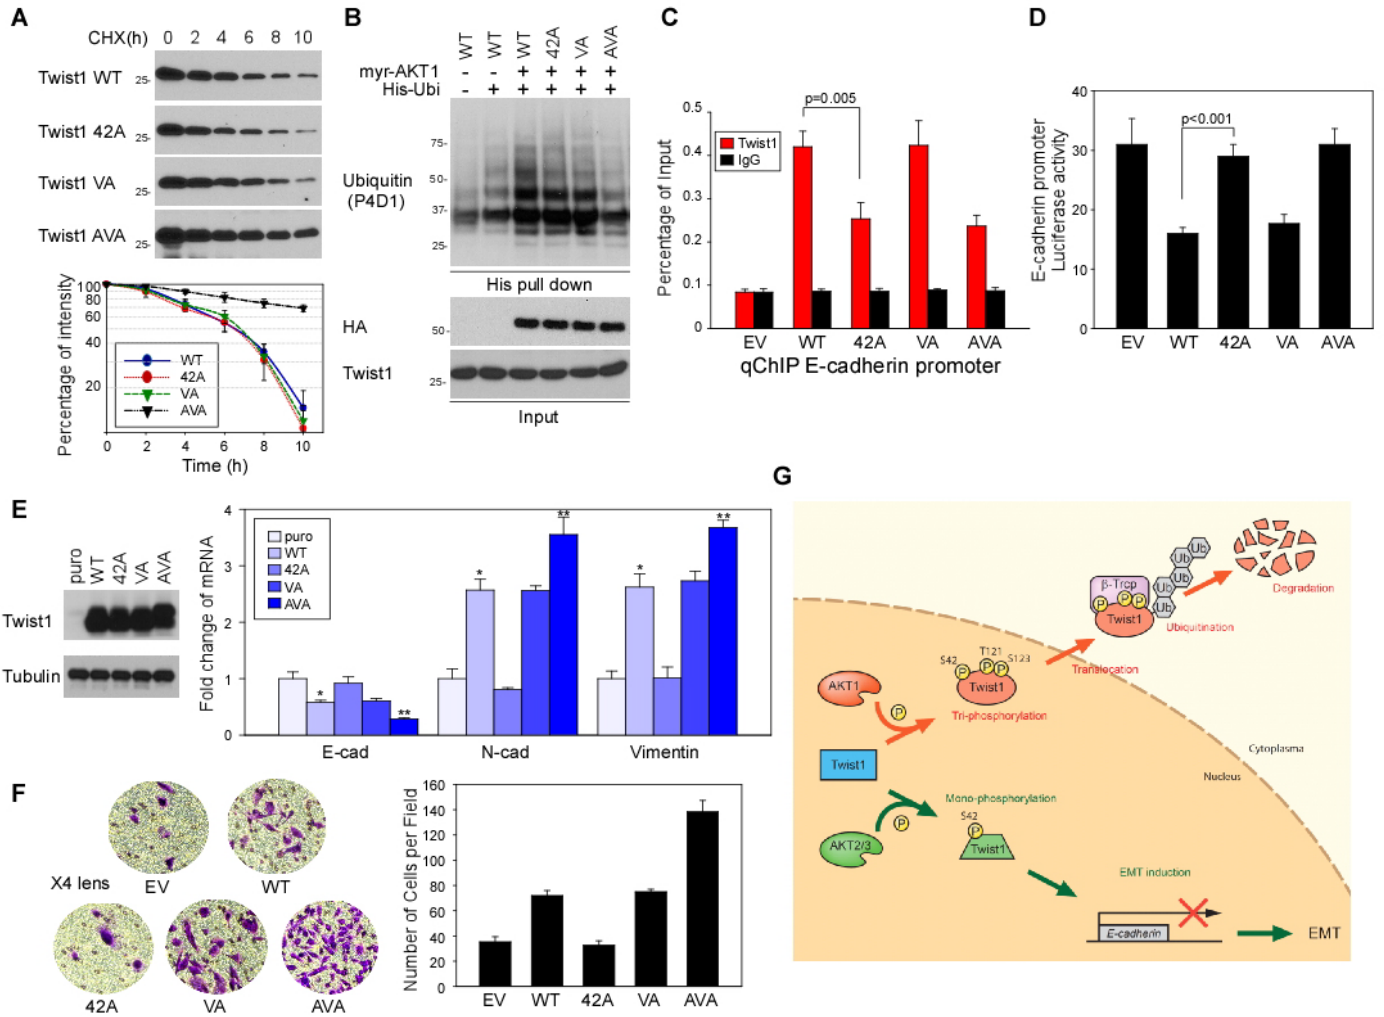 A
CHX(h) 0 2 4 6 8 10
Twist1 WT 25-
Twist1 42A 25-
Twist1 VA 25-
Twist1 AVA 25-
Percentage of intensity
100
80
60
40
20
WT
42A
VA
AVA
0 2 4 6 8 10
Time (h)
B
WT WT WT 42A VA AVA
myr-AKT1 - - + + + +
His-Ubi - + + + + +
Ubiquitin
(P4D1)
75-
50-
37-
25-
His pull down
HA 50-
Twist1 25-
Input
C
Percentage of Input
0.5
0.4
0.3
0.2
0.1
0
Twist1
IgG
p=0.005
EV WT 42A VA AVA
qChIP E-cadherin promoter
D
E-cadherin promoter
Luciferase activity
40
30
20
10
0
p<0.001
EV WT 42A VA AVA
E
puro WT 42A VA AVA
Twist1
Tubulin
Fold change of mRNA
4
3
2
1
0
puro
WT
42A
VA
AVA
* ** * ** * **
E-cad N-cad Vimentin
F
X4 lens
EV WT
42A VA AVA
Number of Cells per Field
160
140
120
100
80
60
40
20
0
EV WT 42A VA AVA
G
Ub Ub
Ub Ub
Ub
Ub
β-Trcp
P P P
Twist1
Ubiquitination
Degradation
Translocation
S42 T121 S123
P P P
Twist1
Tri-phosphorylation
AKT1
P
Twist1
Cytoplasma
Nucleus
Mono-phosphorylation
AKT2/3
P
S42
P
Twist1
EMT induction
E-cadherin
EMT